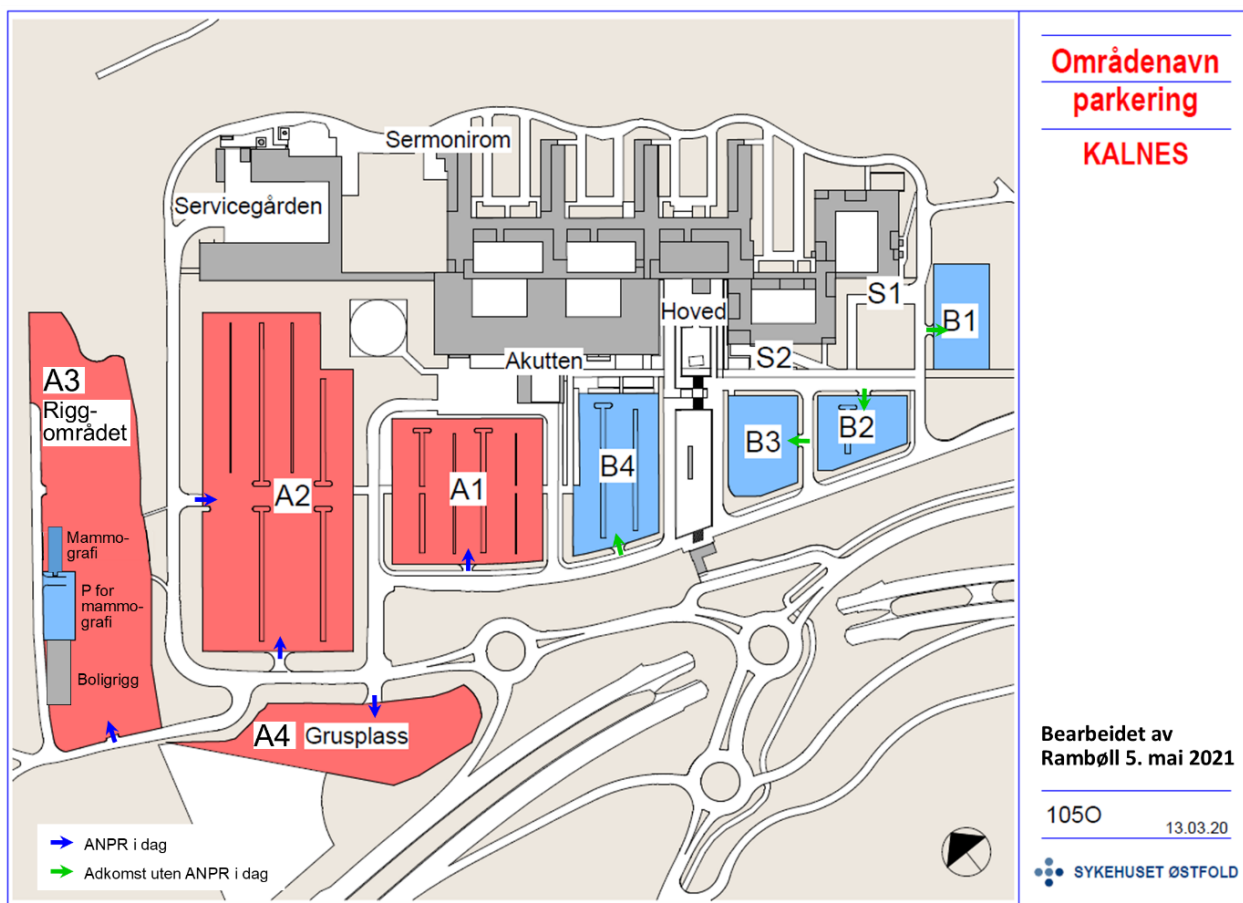 Områdenavn
parkering
KALNES
Sermonirom
Servicegården
S1
Hoved
B1
S2
Akutten
A3
Rigg-
området
B2
B3
B4
A1
A2
Mammo-
grafi
P for
mammo-
grafi
Boligrigg
A4 Grusplass
Bearbeidet av
Rambøll 5. mai 2021
105O
13.03.20
SYKEHUSET ØSTFOLD
ANPR i dag
Adkomst uten ANPR i dag